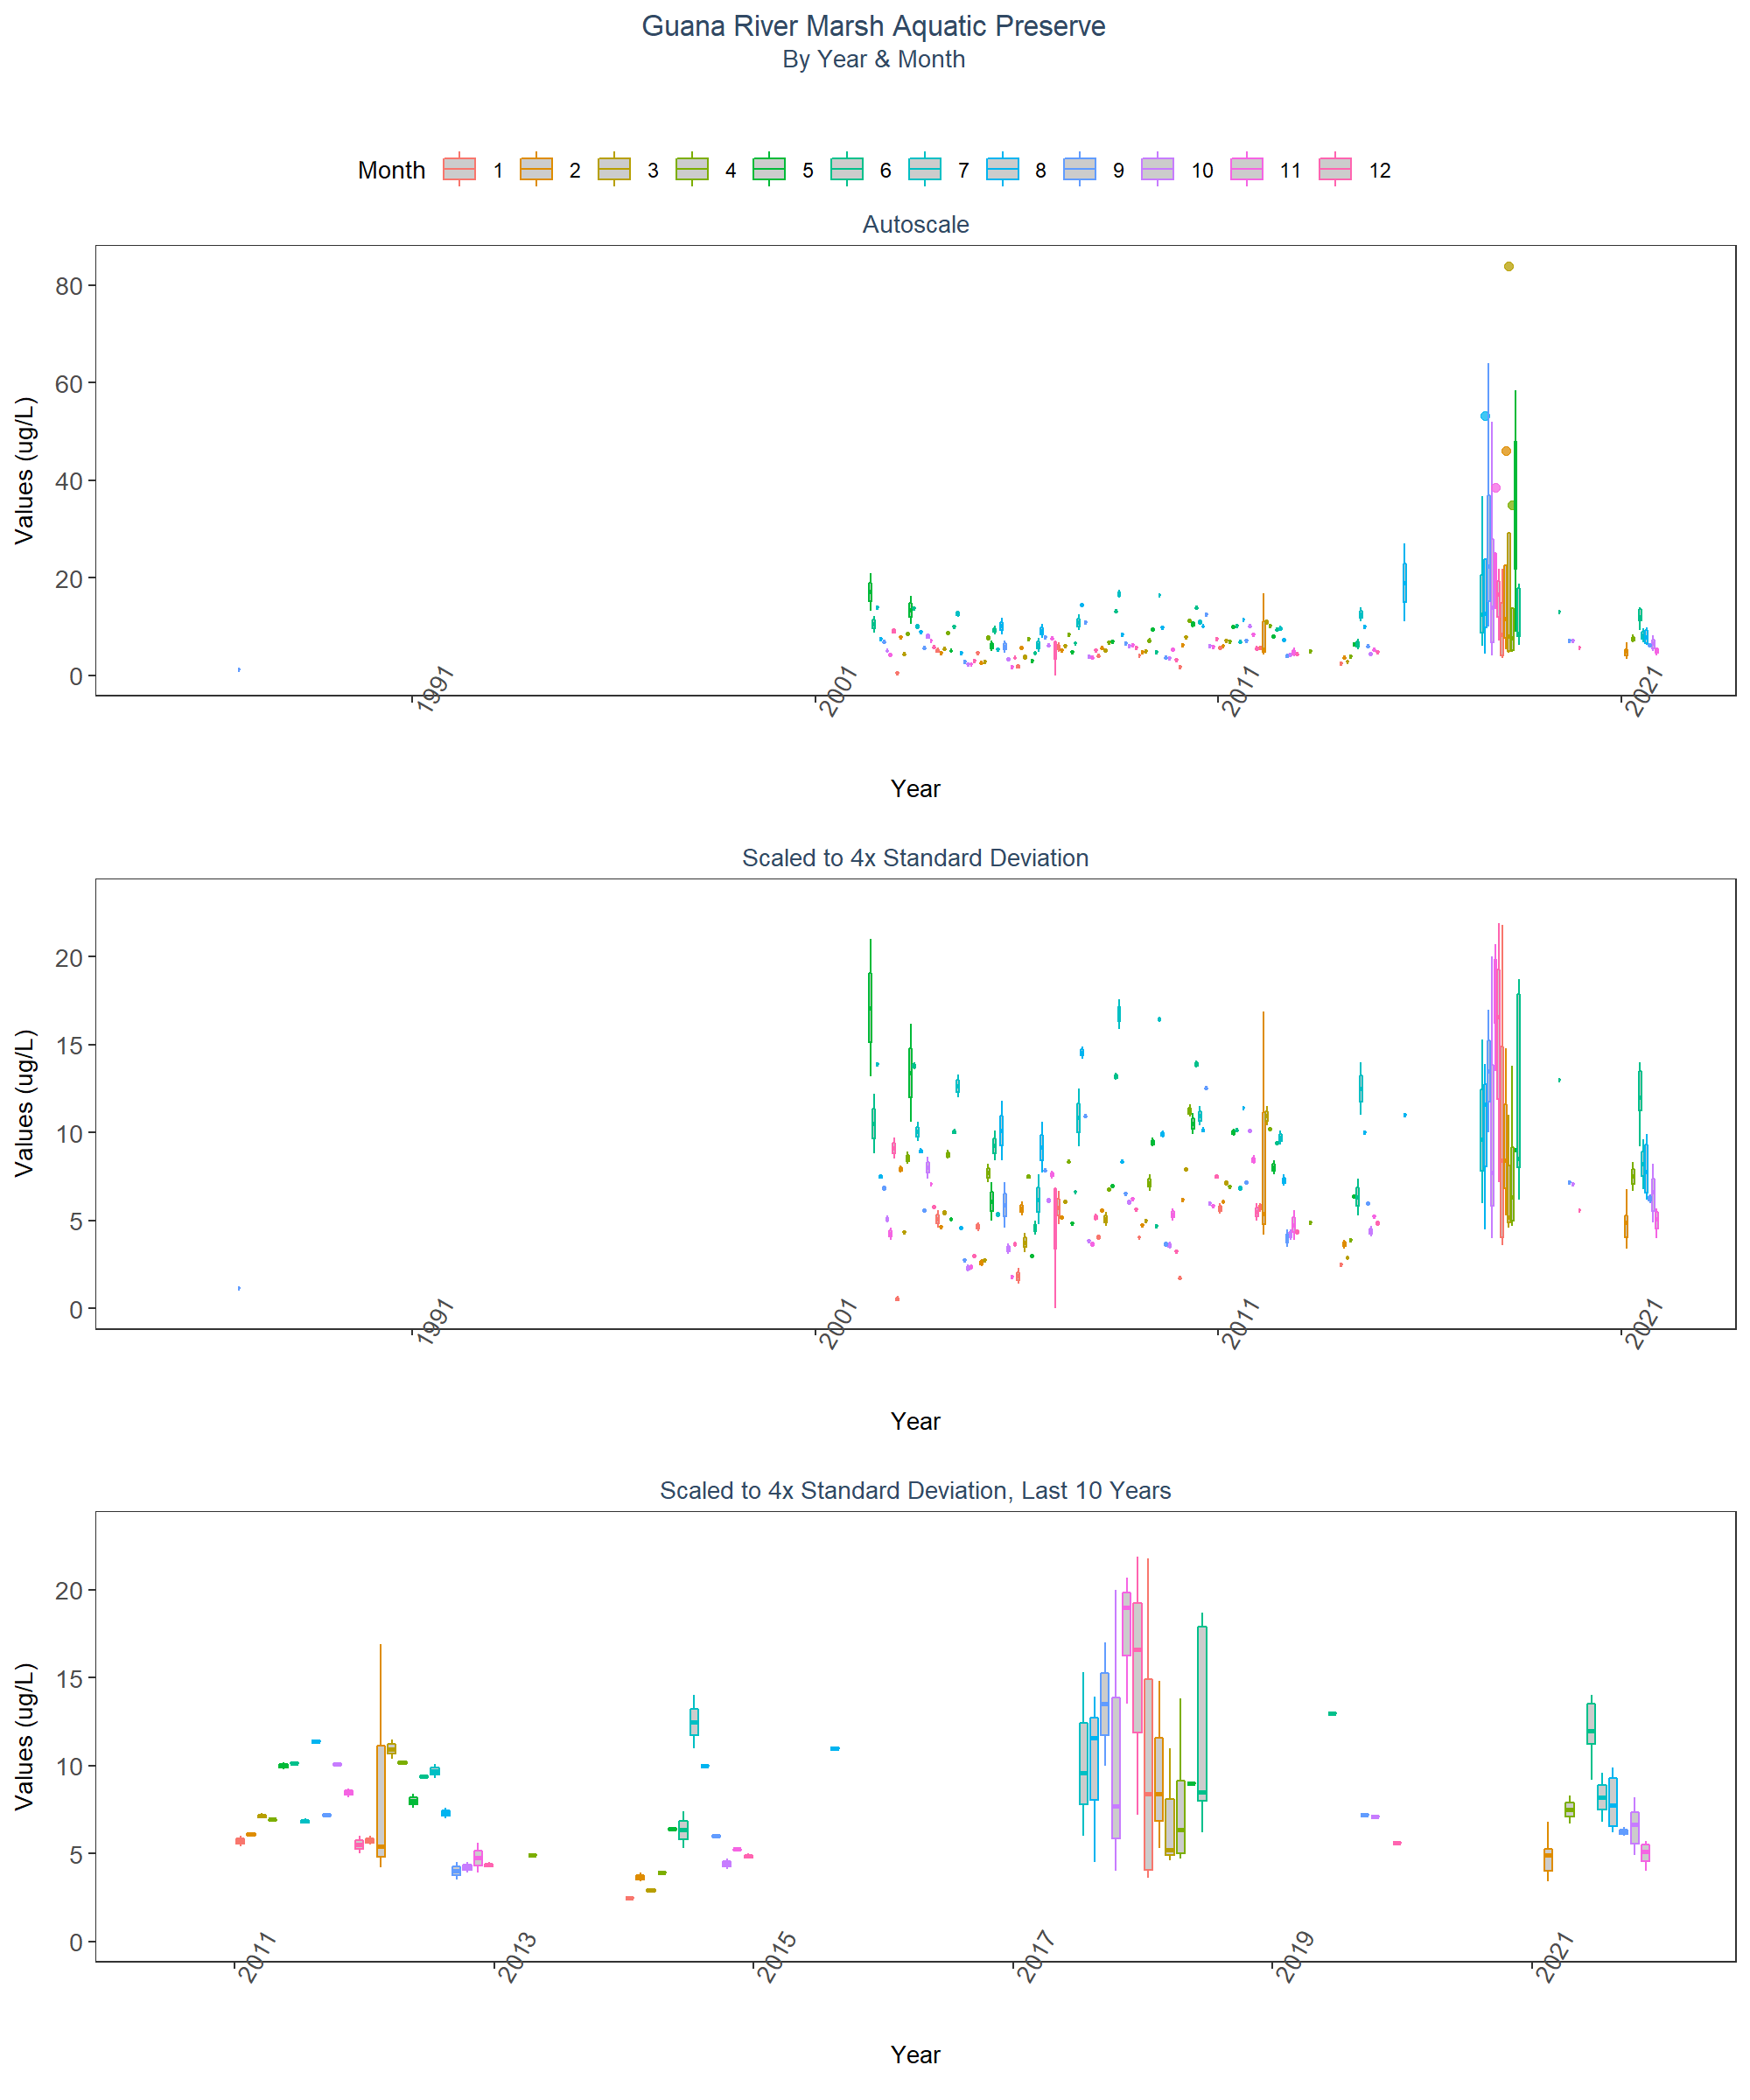 Guana River Marsh Aquatic Preserve
By Year & Month
Month 1 2 3 4 5 6 7 8 9 10 11 12
Autoscale
Values (ug/L)
80
60
40
20
0
1991 2001 2011 2021
Year
Scaled to 4x Standard Deviation
Values (ug/L)
20
15
10
5
0
1991 2001 2011 2021
Year
Scaled to 4x Standard Deviation, Last 10 Years
Values (ug/L)
20
15
10
5
0
2011 2013 2015 2017 2019 2021
Year